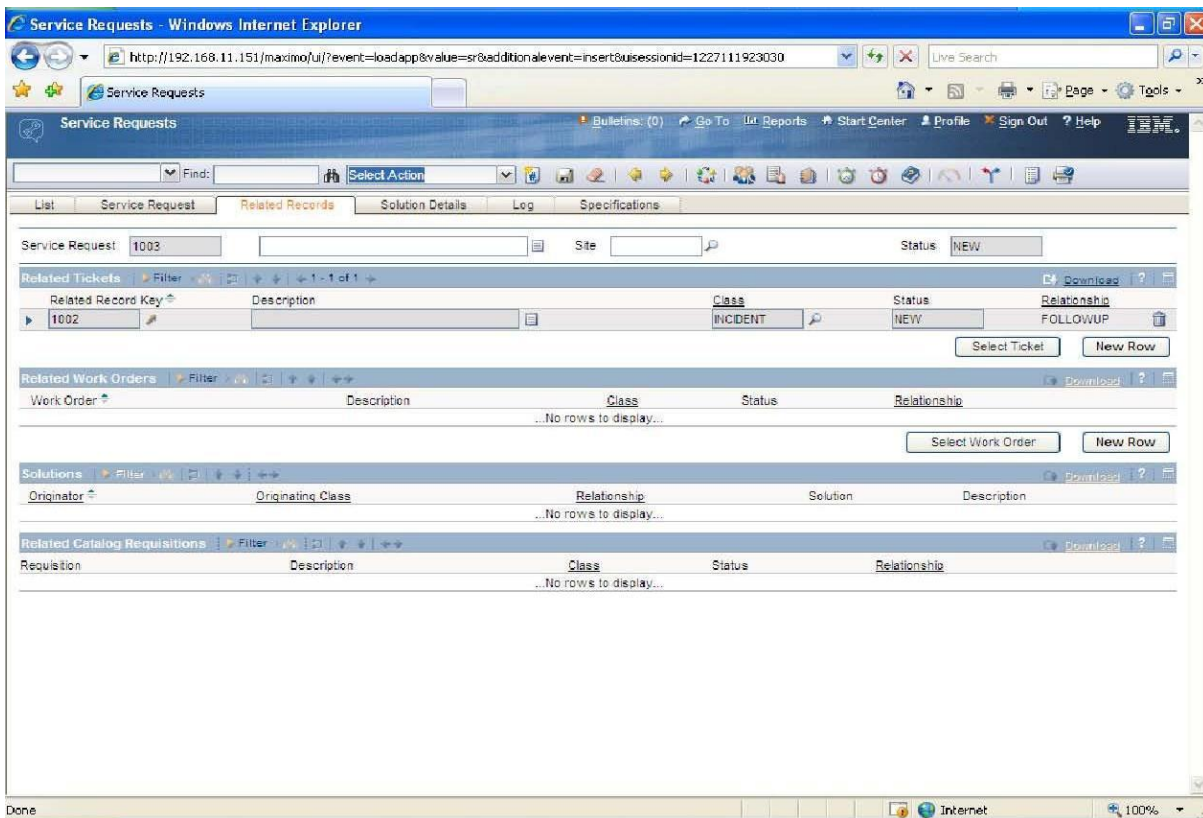 Service Requests - Windows Internet Explorer
http://192.168.11.151/maximo/ui/?event=loadapp&value=sr&additionalevent=insert&uisessionid=1227111923030 Live Search
Service Requests Page Tools
Service Requests Bulletins: (0) Go To Reports Start Center Profile Sign Out ? Help IBM.
Find: Select Action
List Service Request Related Records Solution Details Log Specifications
Service Request 1003 Site Status NEW
Related Tickets Filter 1 - 1 of 1 Download ?
Related Record Key Description Class Status Relationship
1002 INCIDENT NEW FOLLOWUP
Select Ticket New Row
Related Work Orders Filter Download ?
Work Order Description Class Status Relationship
...No rows to display...
Select Work Order New Row
Solutions Filter Download ?
Originator Originating Class Relationship Solution Description
...No rows to display...
Related Catalog Requisitions Filter Download ?
Requisition Description Class Status Relationship
...No rows to display...
Done Internet 100%